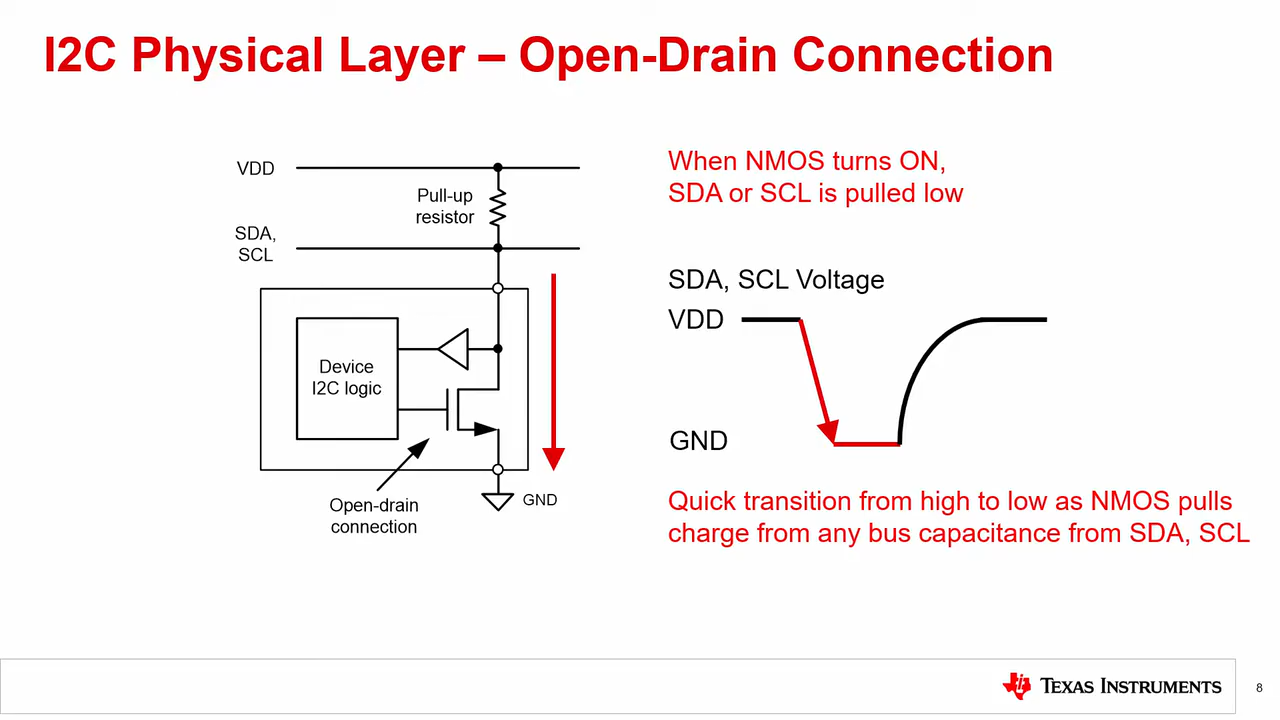 I2C Physical Layer – Open-Drain Connection
VDD
Pull-up
resistor
SDA,
SCL
Device
I2C logic
Open-drain
connection
GND
When NMOS turns ON,
SDA or SCL is pulled low
SDA, SCL Voltage
VDD
GND
Quick transition from high to low as NMOS pulls
charge from any bus capacitance from SDA, SCL
TEXAS INSTRUMENTS
8